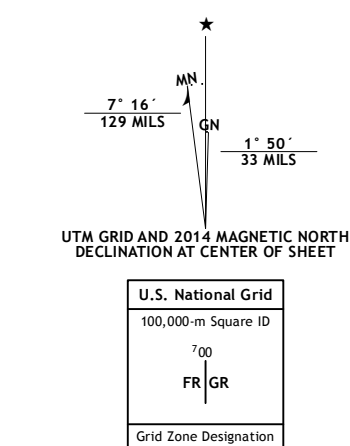 ★
MN
7° 16´
129 MILS
GN
1° 50´
33 MILS
UTM GRID AND 2014 MAGNETIC NORTH
DECLINATION AT CENTER OF SHEET
U.S. National Grid
100,000-m Square ID
⁷00
FR GR
Grid Zone Designation